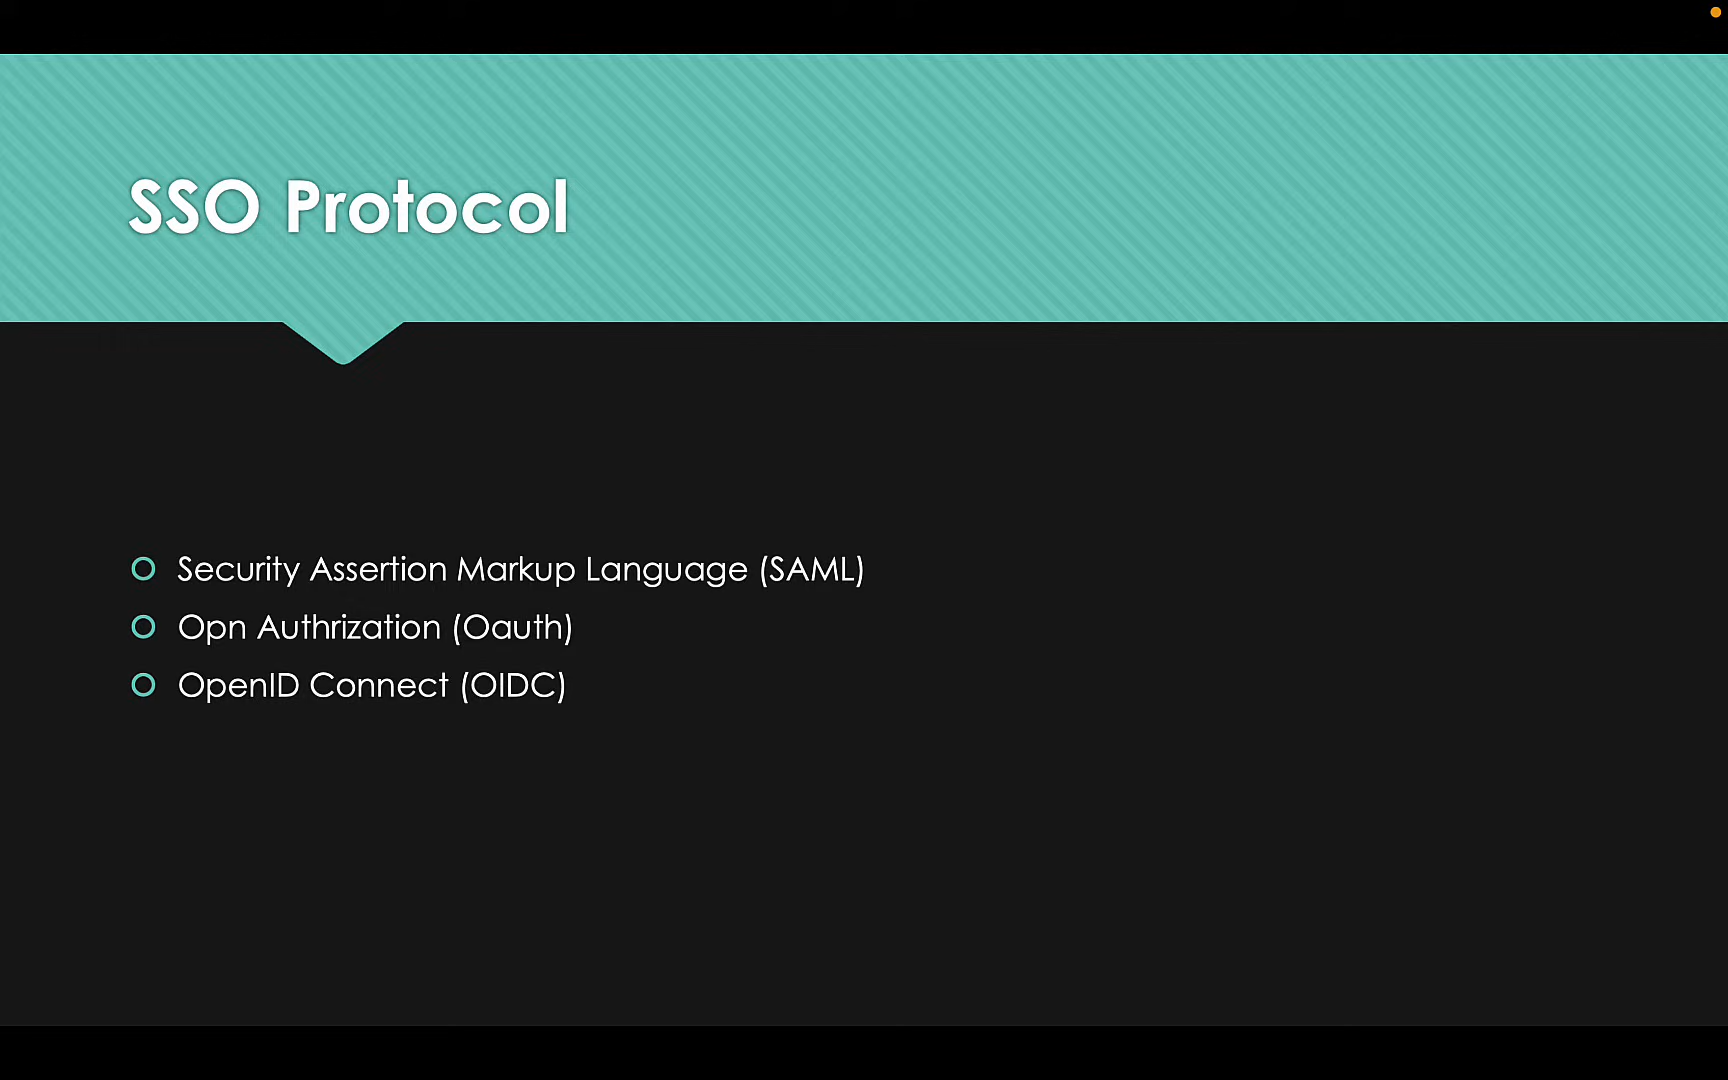 SSO Protocol
Security Assertion Markup Language (SAML)
Opn Authrization (Oauth)
OpenID Connect (OIDC)